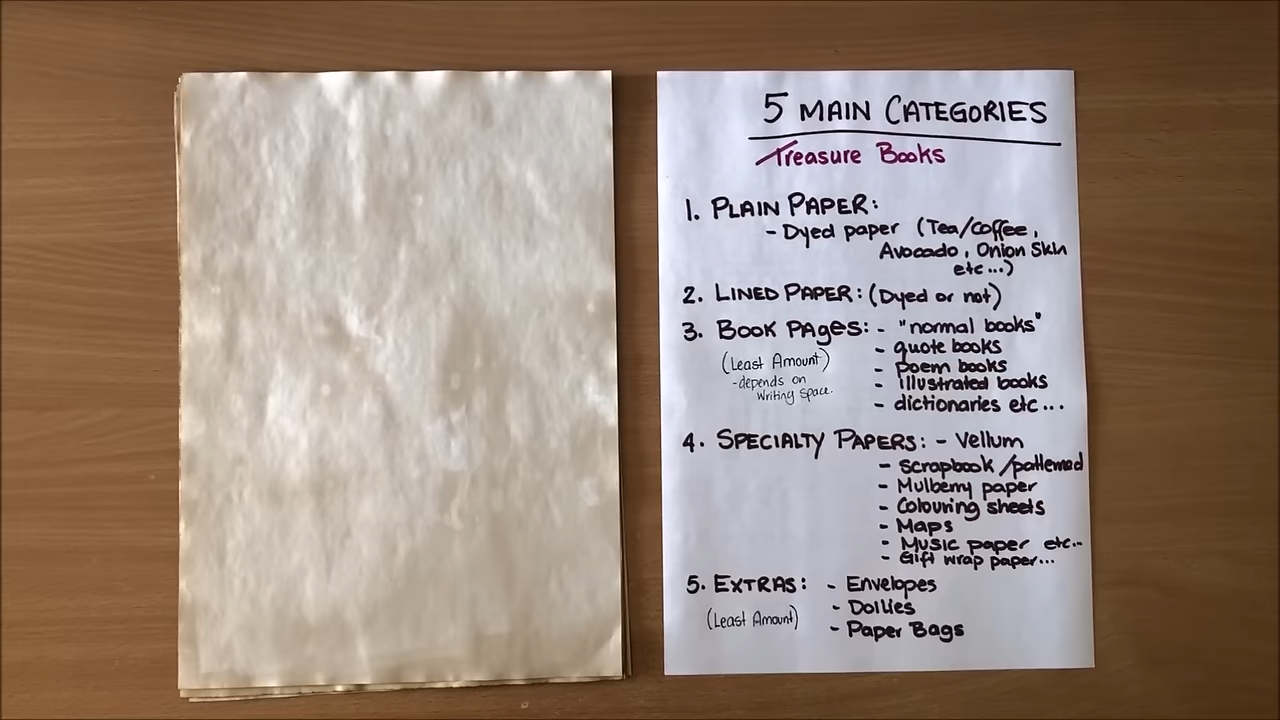 5 MAIN CATEGORIES
Treasure Books
1. PLAIN PAPER:
- Dyed paper (Tea/Coffee,
Avocado, Onion Skin
etc...)
2. LINED PAPER: (Dyed or not)
3. BOOK PAGES: - "normal books"
- quote books
(Least Amount)
- poem books
- depends on
- illustrated books
Writing Space.
- dictionaries etc...
4. SPECIALTY PAPERS: - Vellum
- Scrapbook/patterned
- Mulberry paper
- Colouring sheets
- Maps
- Music paper etc...
- Gift wrap paper...
5. EXTRAS: - Envelopes
- Doilies
(Least Amount)
- Paper Bags